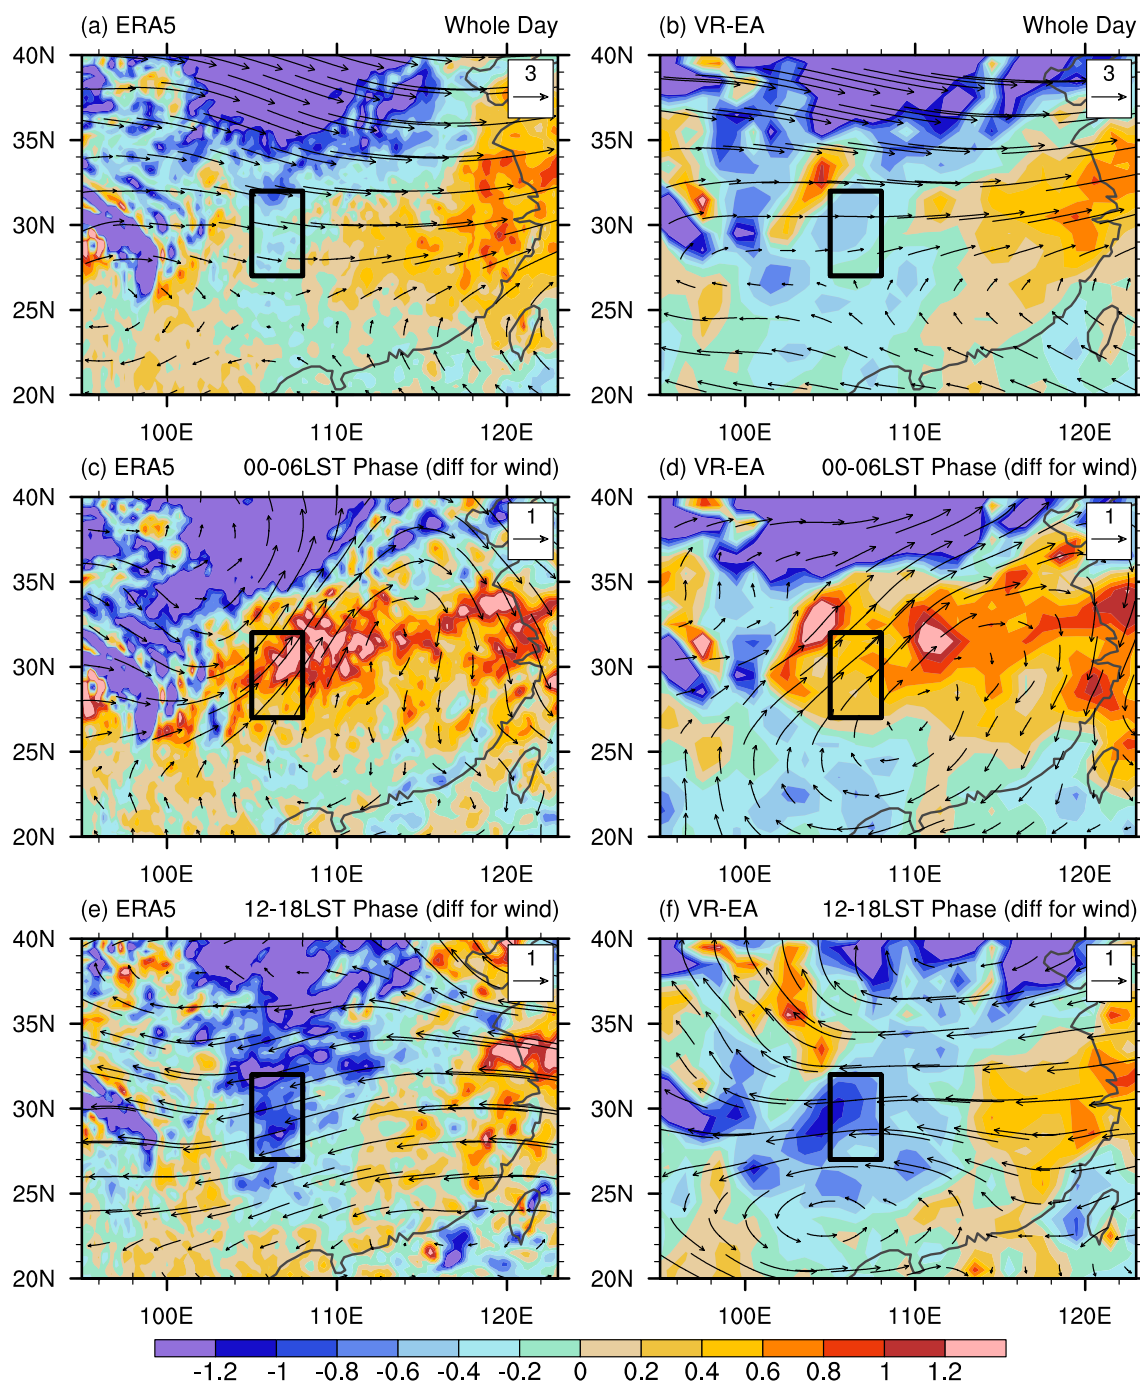 (a) ERA5 Whole Day (b) VR-EA Whole Day
40N 3 40N 3
35N 35N
30N 30N
25N 25N
20N 20N
100E 110E 120E 100E 110E 120E
(c) ERA5 00-06LST Phase (diff for wind) (d) VR-EA 00-06LST Phase (diff for wind)
40N 1 40N 1
35N 35N
30N 30N
25N 25N
20N 20N
100E 110E 120E 100E 110E 120E
(e) ERA5 12-18LST Phase (diff for wind) (f) VR-EA 12-18LST Phase (diff for wind)
40N 1 40N 1
35N 35N
30N 30N
25N 25N
20N 20N
100E 110E 120E 100E 110E 120E
-1.2 -1 -0.8 -0.6 -0.4 -0.2 0 0.2 0.4 0.6 0.8 1 1.2